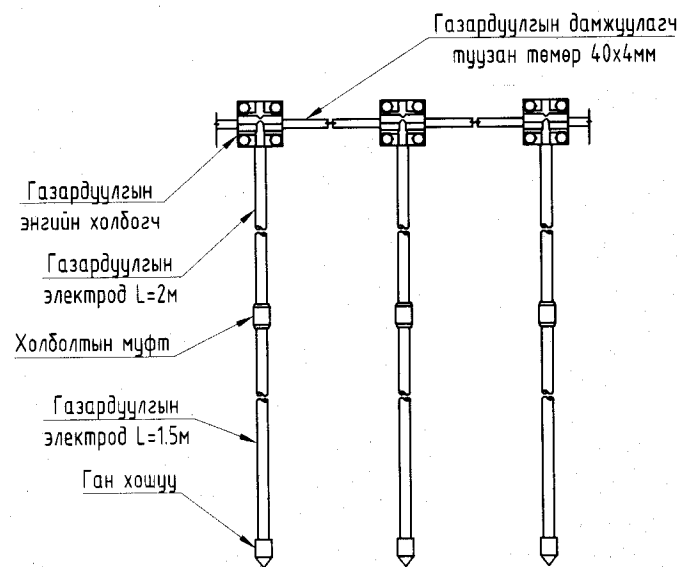 Газардуулгын дамжуулагч
туузан төмөр 40х4мм
Газардуулгын
энгийн холбогч
Газардуулгын
электрод L=2м
Холболтын муфт
Газардуулгын
электрод L=1.5м
Ган хошуу